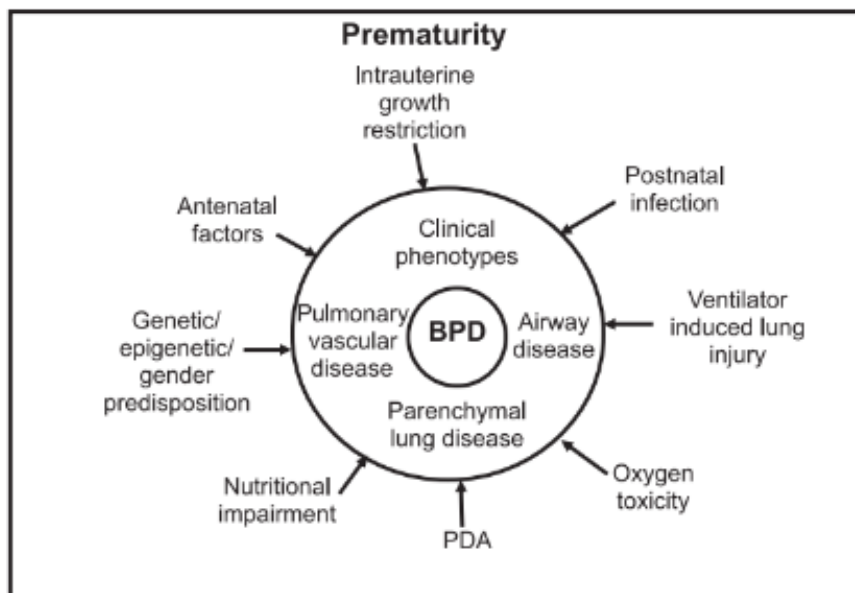 Prematurity
Intrauterine
growth
restriction
Postnatal
infection
Antenatal
factors
Clinical
phenotypes
Ventilator
induced lung
injury
Genetic/
epigenetic/
gender
predisposition
Pulmonary
vascular
disease
BPD
Airway
disease
Parenchymal
lung disease
Nutritional
impairment
PDA
Oxygen
toxicity